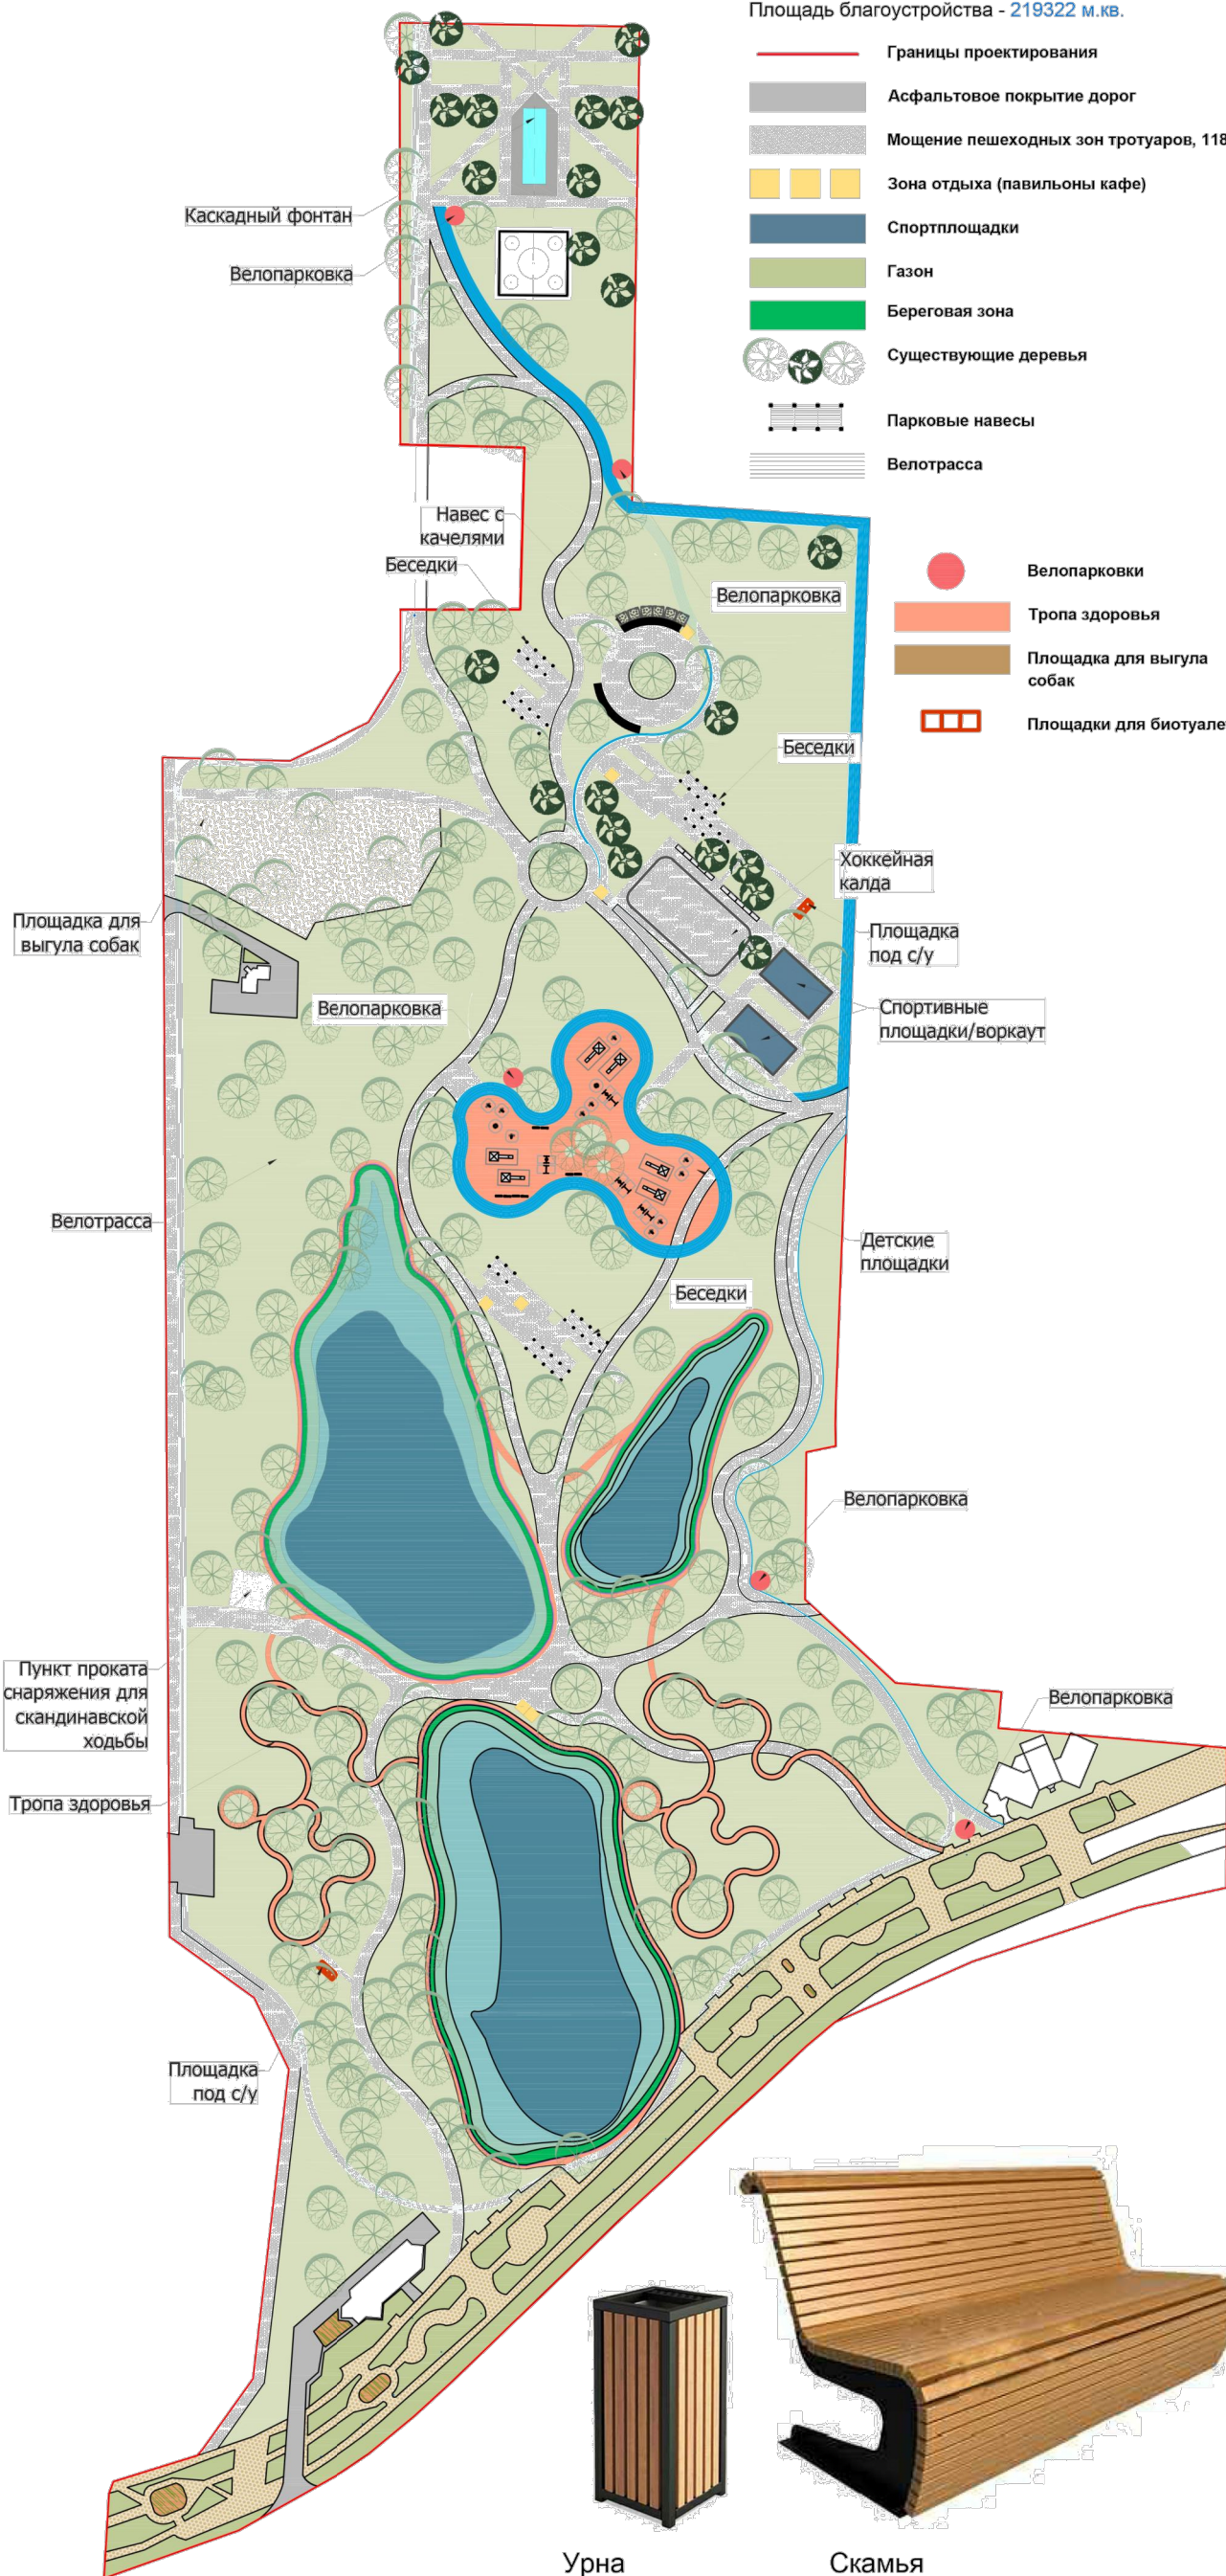 Площадь благоустройства - 219322 м.кв.
Границы проектирования
Асфальтовое покрытие дорог
Мощение пешеходных зон тротуаров, 118
Зона отдыха (павильоны кафе)
Спортплощадки
Газон
Береговая зона
Существующие деревья
Парковые навесы
Велотрасса
Велопарковки
Тропа здоровья
Площадка для выгула
собак
Площадки для биотуале
Каскадный фонтан
Велопарковка
Навес с
качелями
Беседки
Велопарковка
Беседки
Хоккейная
калда
Площадка для
выгула собак
Площадка
под с/у
Велопарковка
Спортивные
площадки/воркаут
Велотрасса
Детские
площадки
Беседки
Велопарковка
Пункт проката
снаряжения для
скандинавской
ходьбы
Велопарковка
Тропа здоровья
Площадка
под с/у
Урна
Скамья